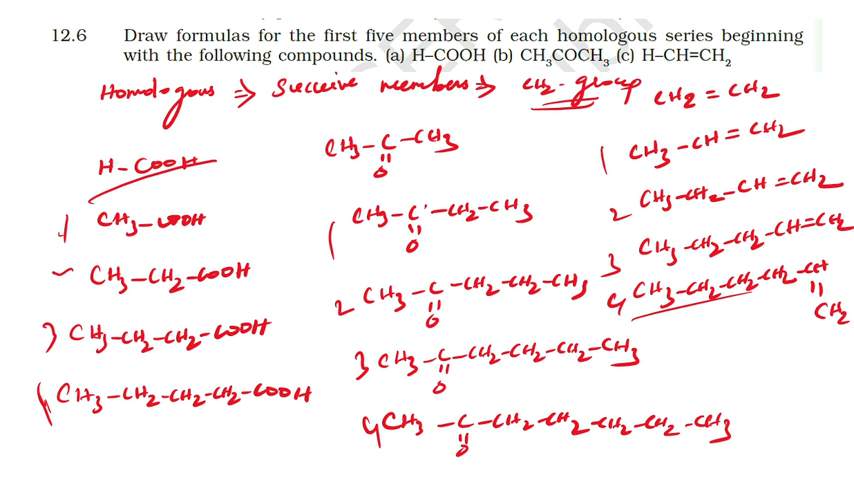 12.6 Draw formulas for the first five members of each homologous series beginning
with the following compounds. (a) H–COOH (b) CH₃COCH₃ (c) H–CH=CH₂
Homologous ⇒ Succesive members ⇒ CH₂-group
H-COOH
1) CH₃-COOH
CH₃-CH₂-COOH
3) CH₃-CH₂-CH₂-COOH
CH₃-CH₂-CH₂-CH₂-COOH
CH₃-C-CH₃
=
O
1 CH₃-C-CH₂-CH₃
=
O
2 CH₃-C-CH₂-CH₂-CH₃
=
O
3 CH₃-C-CH₂-CH₂-CH₂-CH₃
=
O
4 CH₃-C-CH₂-CH₂-CH₂-CH₂-CH₃
=
O
CH₂=CH₂
1 CH₃-CH=CH₂
2 CH₃-CH₂-CH=CH₂
3 CH₃-CH₂-CH₂-CH=CH₂
4 CH₃-CH₂-CH₂-CH₂-CH
=
CH₂